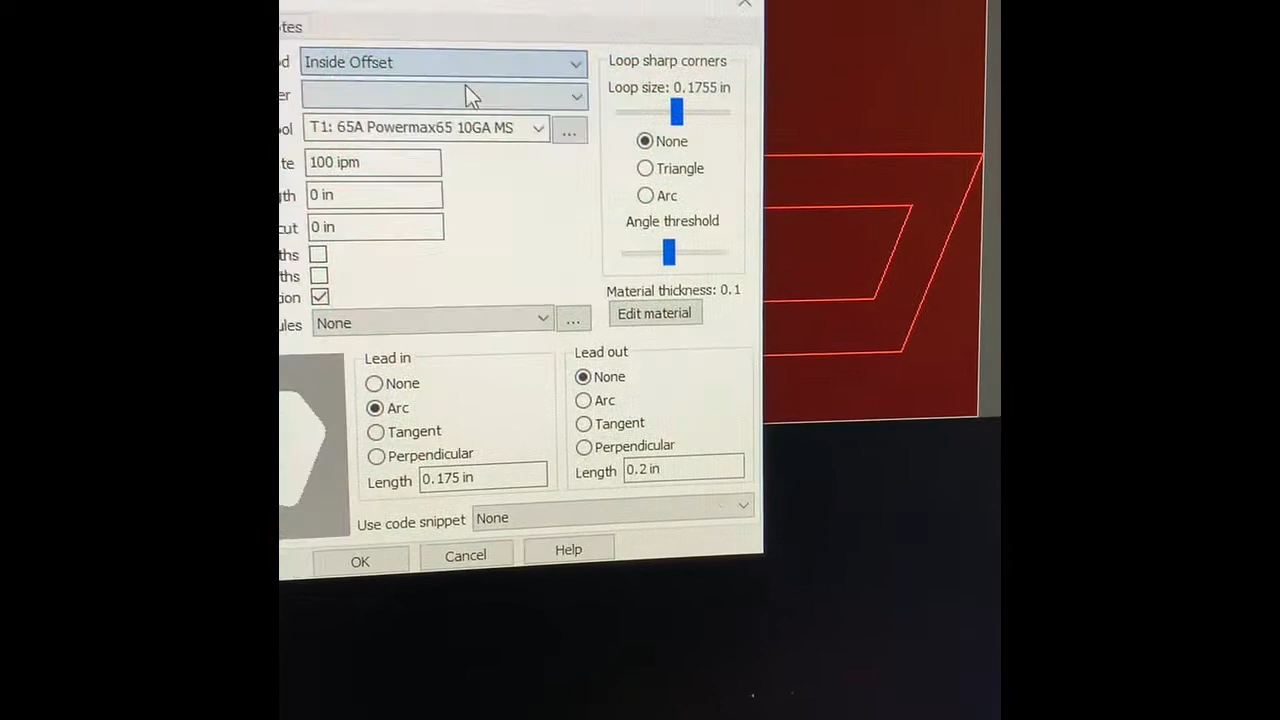 tes
Inside Offset
Loop sharp corners
er
Loop size: 0.1755 in
ol
T1: 65A Powermax65 10GA MS
...
None
te
100 ipm
Triangle
gth
0 in
Arc
cut
0 in
Angle threshold
ths
ths
ion
Material thickness: 0.1
Edit material
ules
None
...
Lead in
None
Arc
Tangent
Perpendicular
Length
0.175 in
Lead out
None
Arc
Tangent
Perpendicular
Length
0.2 in
Use code snippet
None
OK
Cancel
Help